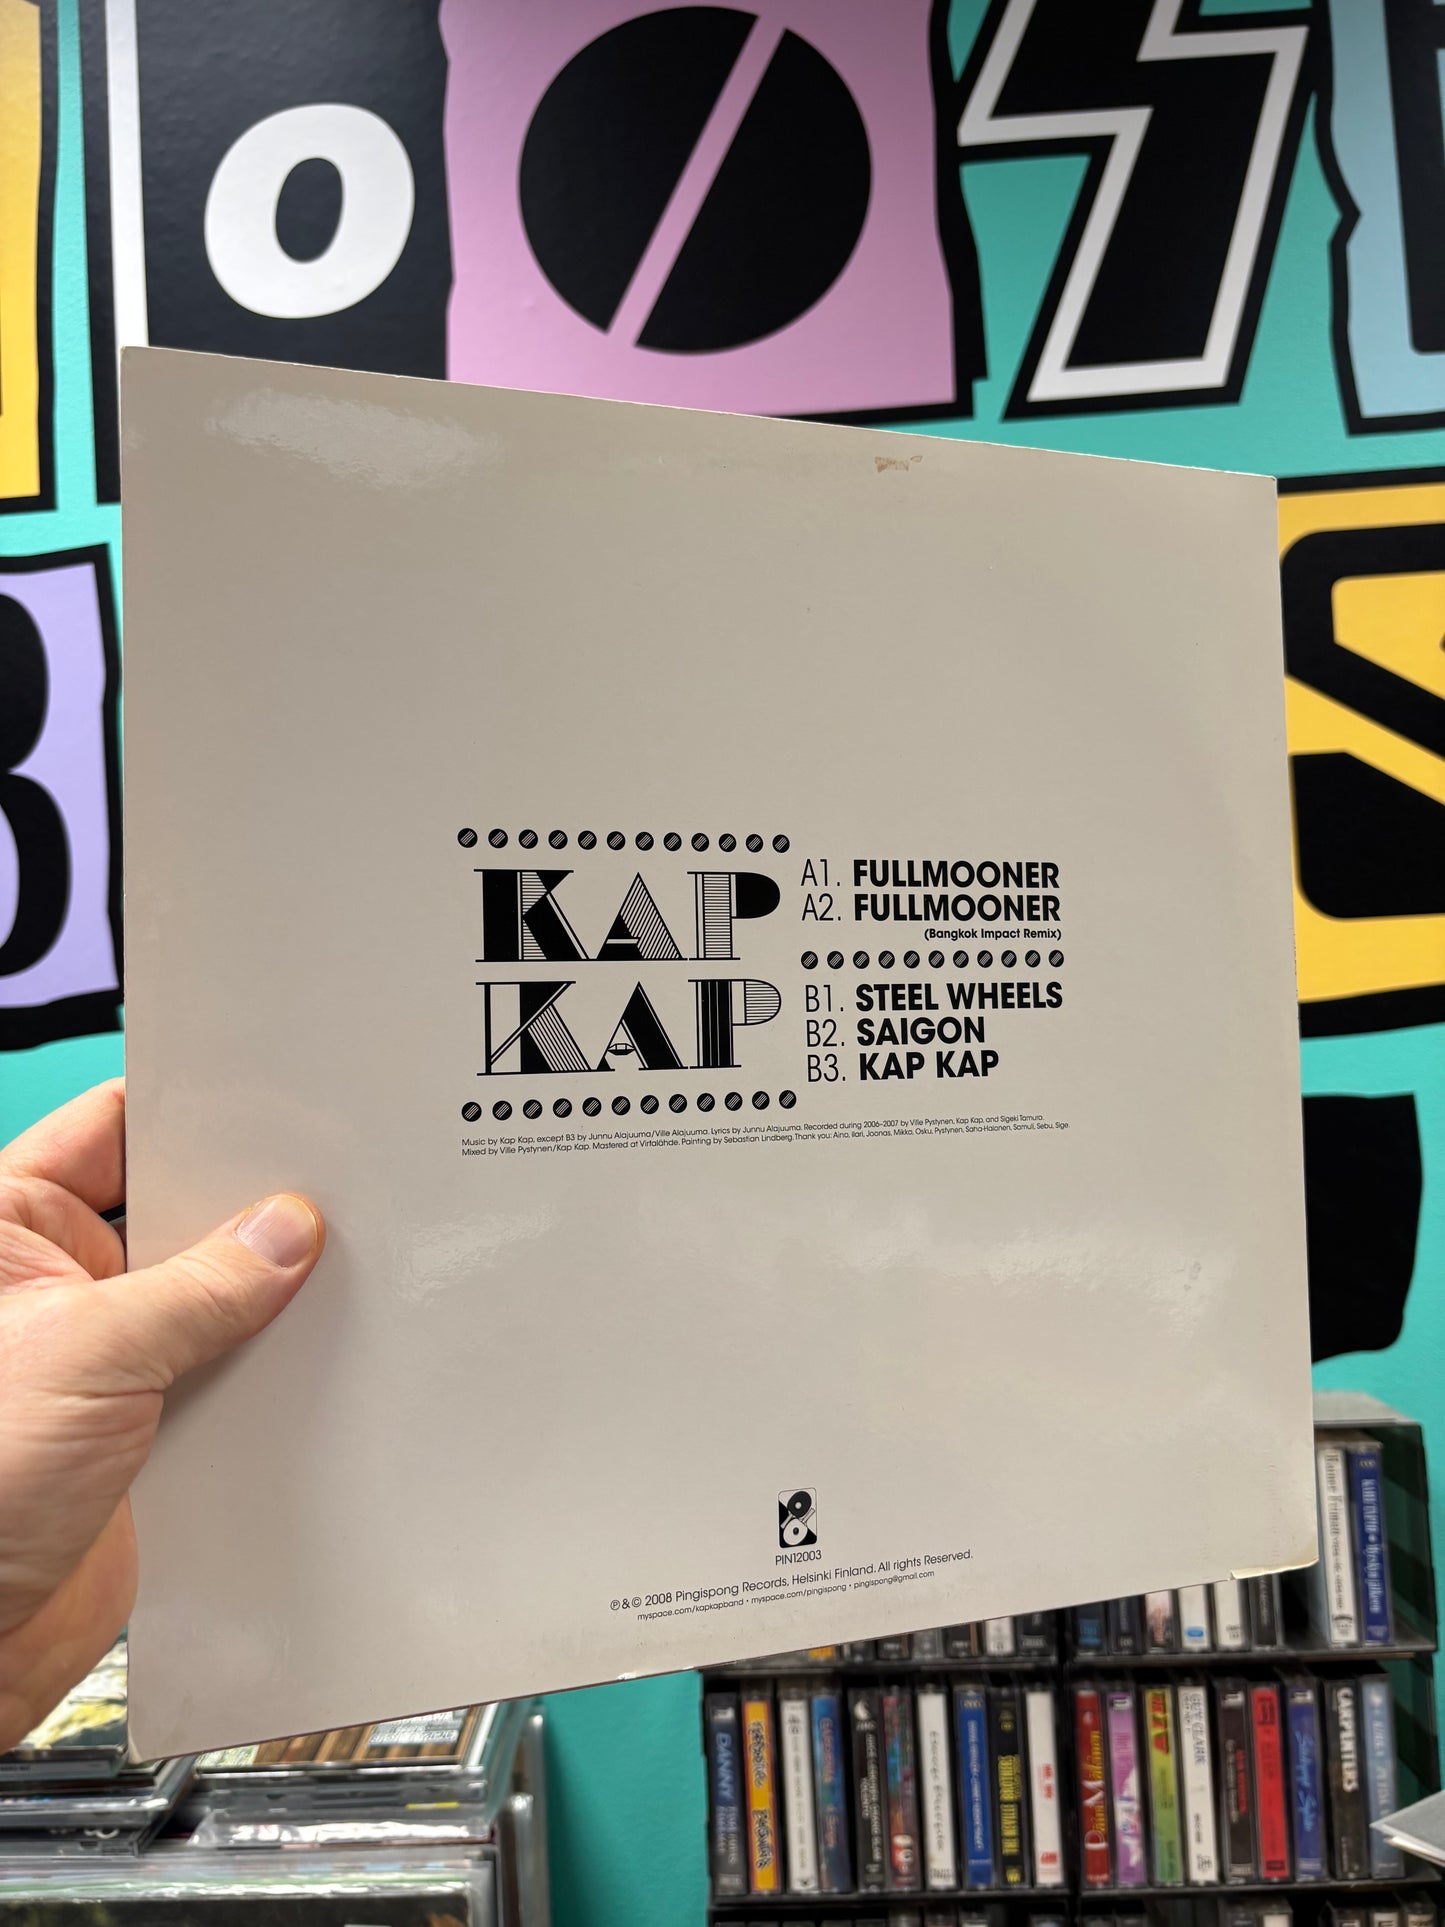 KAP
KAP
A1. FULLMOONER
A2. FULLMOONER
(Bangkok Impact Remix)
B1. STEEL WHEELS
B2. SAIGON
B3. KAP KAP
Music by Kap Kap, except B3 by Junnu Alajuuma/Ville Alajuuma. Lyrics by Junnu Alajuuma. Recorded during 2006-2007 by Ville Pystynen, Kap Kap, and Sigeki Tamura.
Mixed by Ville Pystynen/Kap Kap. Mastered at Virtalähde. Painting by Sebastian Lindberg. Thank you: Aino, Ilari, Joonas, Mikko, Osku, Pystynen, Saha-Halonen, Samuli, Sebu, Sige.
PIN12003
℗&© 2008 Pingispong Records, Helsinki Finland. All rights Reserved.
myspace.com/kapkapband • myspace.com/pingispong • pingispong@gmail.com
CARPENTERS
DANNY